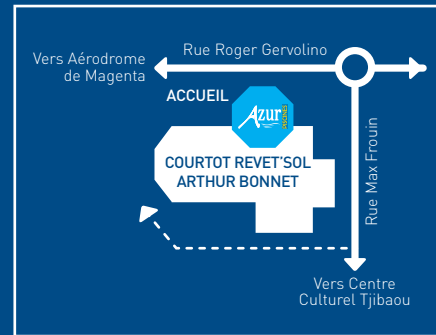 Rue Roger Gervolino
Vers Aérodrome
de Magenta
ACCUEIL
Azur
PISCINES
COURTOT REVET'SOL
ARTHUR BONNET
Rue Max Frouin
Vers Centre
Culturel Tjibaou